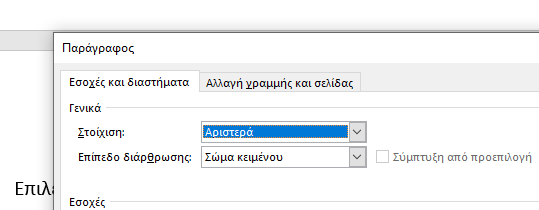 Παράγραφος
Εσοχές και διαστήματα Αλλαγή γραμμής και σελίδας
Γενικά
Στοίχιση: Αριστερά
Επίπεδο διάρθρωσης: Σώμα κειμένου Σύμπτυξη από προεπιλογή
Εσοχές